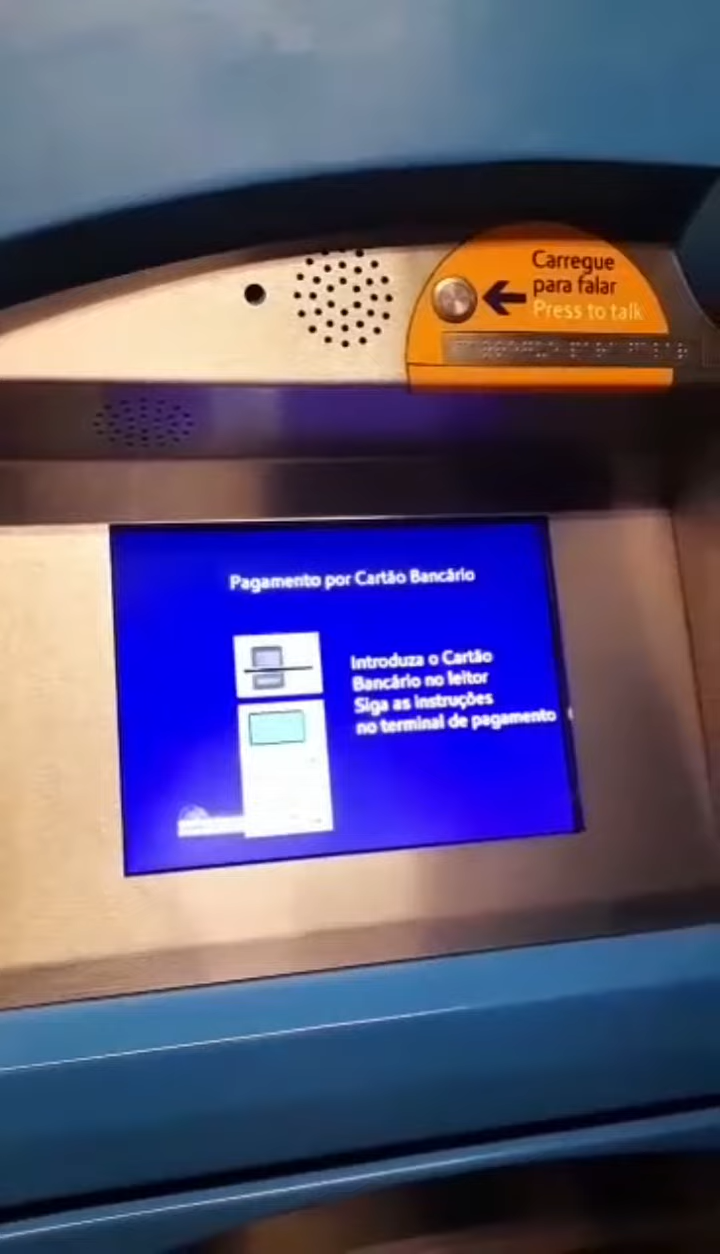 Carregue
para falar
Press to talk
Pagamento por Cartão Bancário
Introduza o Cartão
Bancário no leitor
Siga as instruções
no terminal de pagamento